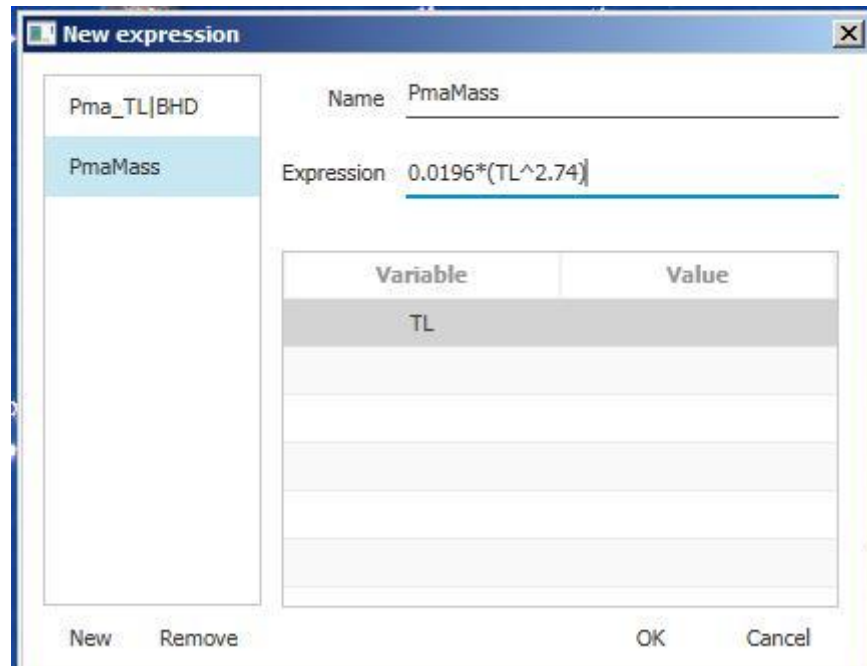 New expression
Pma_TL|BHD
PmaMass
Name PmaMass
Expression 0.0196*(TL^2.74)
Variable Value
TL
New Remove
OK Cancel